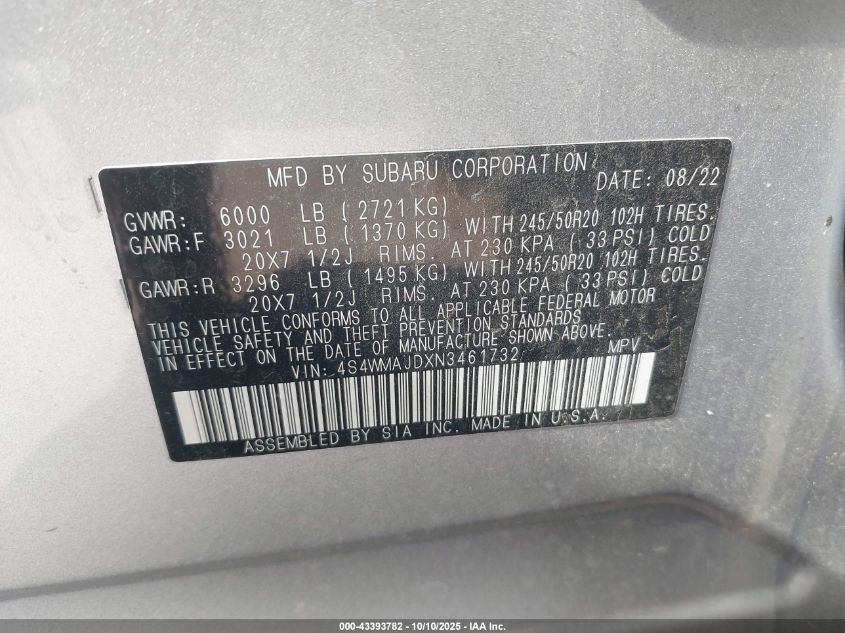 MFD BY SUBARU CORPORATION DATE: 08/22
GVWR: 6000 LB ( 2721 KG)
GAWR:F 3021 LB ( 1370 KG) WITH 245/50R20 102H TIRES.
20X7 1/2J RIMS. AT 230 KPA ( 33 PSI) COLD
GAWR:R 3296 LB ( 1495 KG) WITH 245/50R20 102H TIRES.
20X7 1/2J RIMS. AT 230 KPA ( 33 PSI) COLD
THIS VEHICLE CONFORMS TO ALL APPLICABLE FEDERAL MOTOR
VEHICLE SAFETY AND THEFT PREVENTION STANDARDS
IN EFFECT ON THE DATE OF MANUFACTURE SHOWN ABOVE.
VIN: 4S4WMAJDXN3461732 MPV
ASSEMBLED BY SIA INC. MADE IN U.S.A.
000-43393782 - 10/10/2025 - IAA Inc.